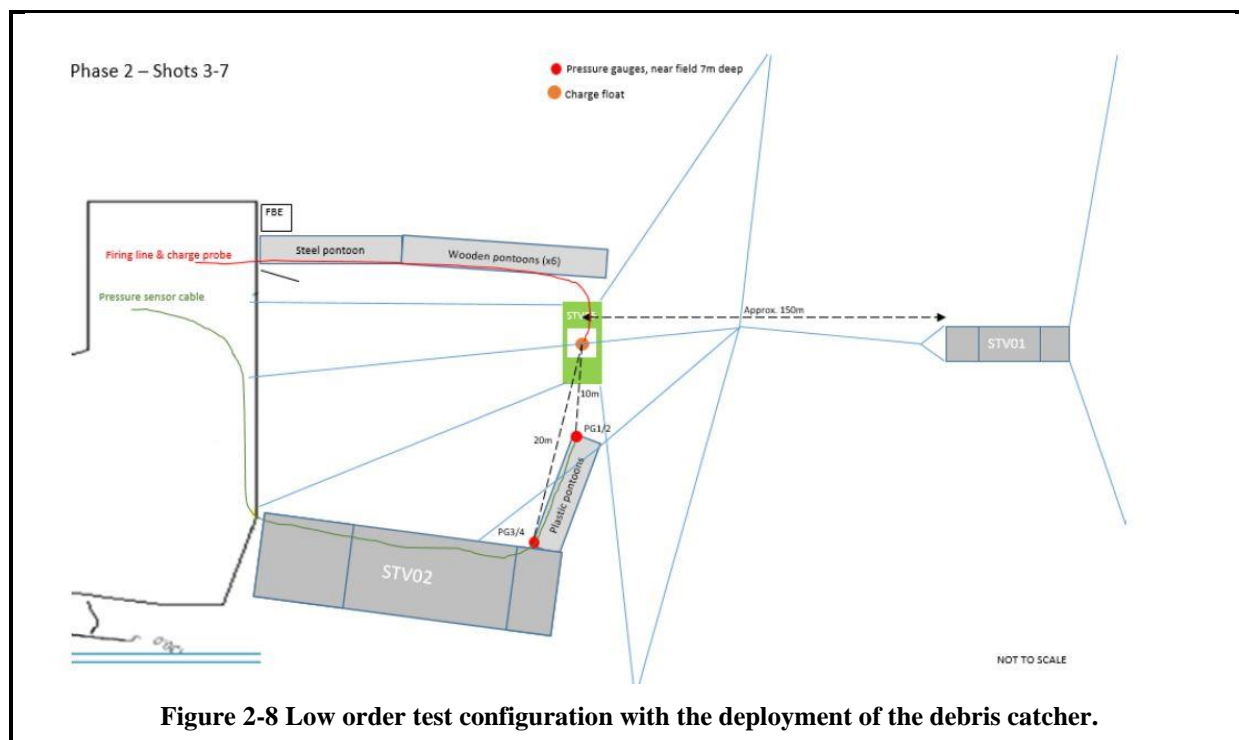 Phase 2 – Shots 3-7
Pressure gauges, near field 7m deep
Charge float
FBE
Steel pontoon
Wooden pontoons (x6)
Firing line & charge probe
Pressure sensor cable
Approx. 150m
STV01
10m
20m
PG1/2
Plastic pontoons
PG3/4
STV02
NOT TO SCALE
Figure 2-8 Low order test configuration with the deployment of the debris catcher.